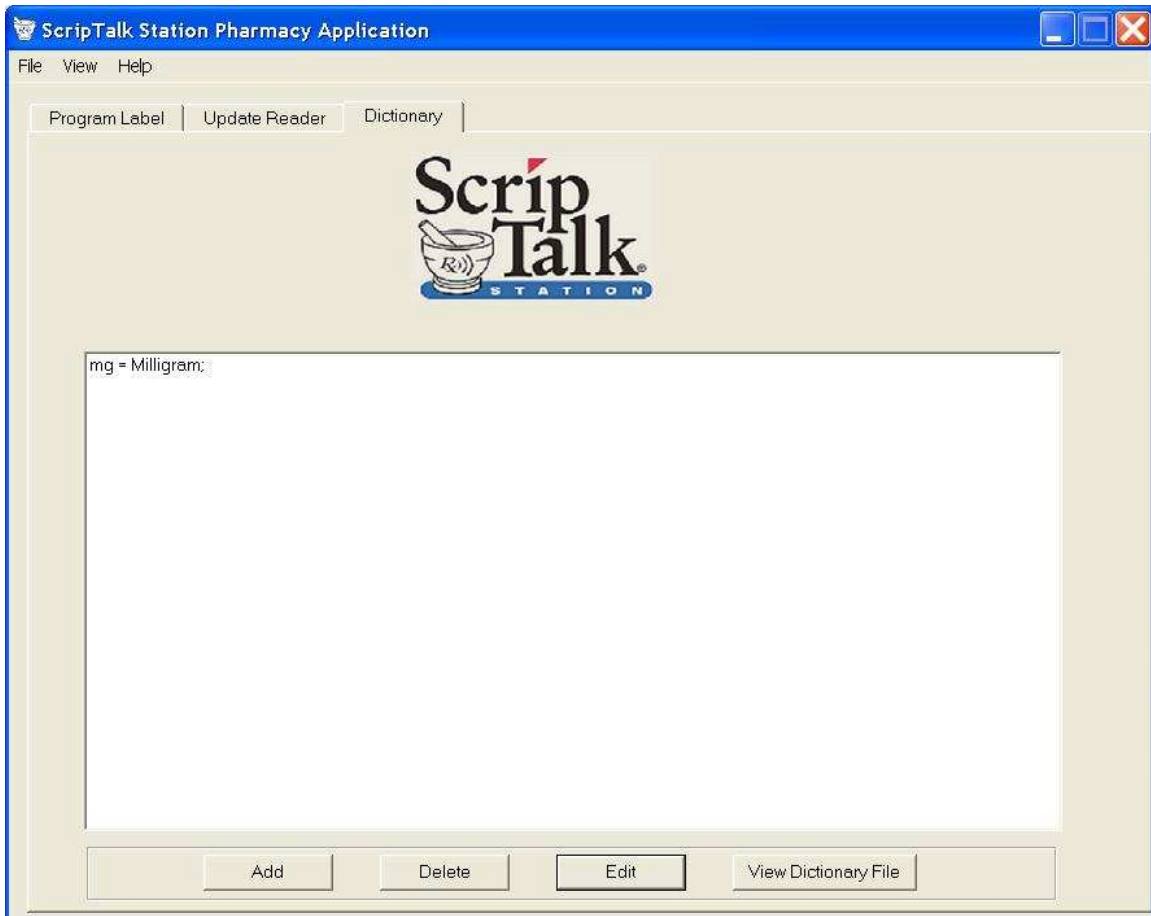 ScripTalk Station Pharmacy Application
File View Help
Program Label Update Reader Dictionary
Scrip
Talk®
STATION
mg = Milligram;
Add Delete Edit View Dictionary File